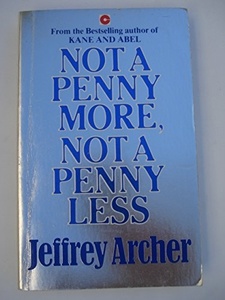 From the Bestselling author of
KANE AND ABEL
NOT A
PENNY
MORE,
NOT A
PENNY
LESS
Jeffrey Archer